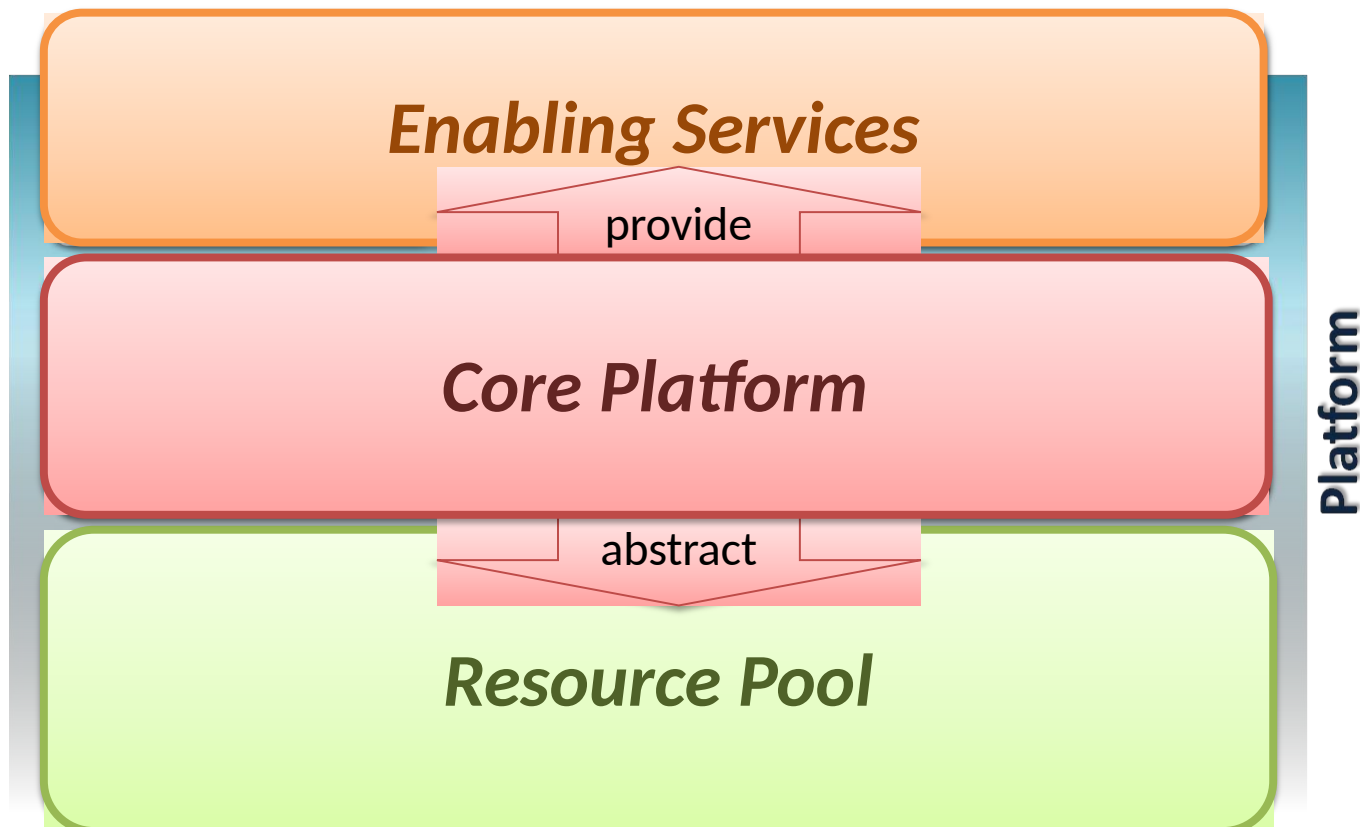 Enabling Services
provide
Core Platform
Platform
abstract
Resource Pool